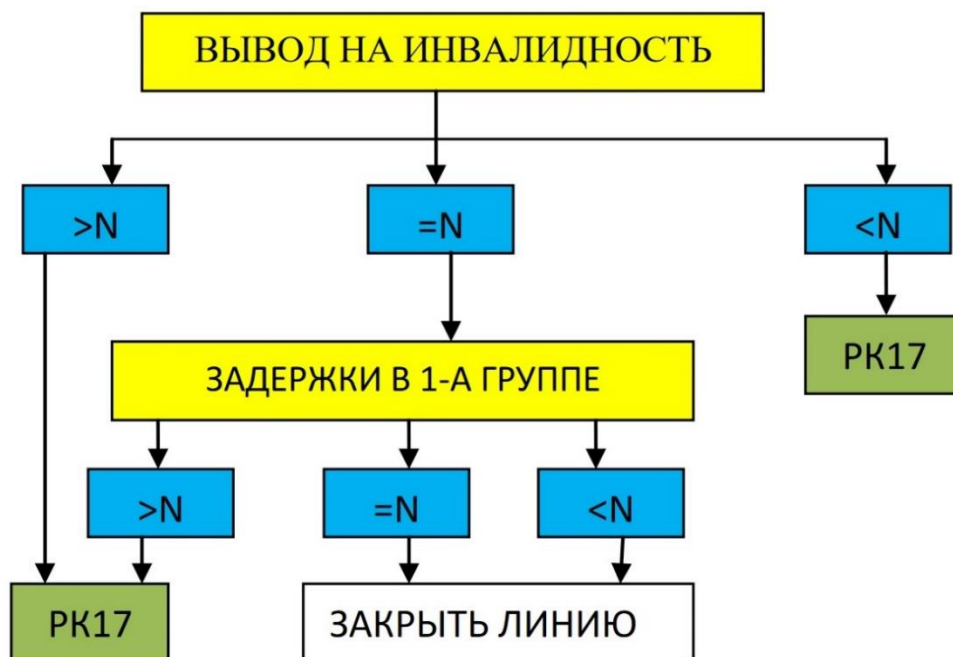 ВЫВОД НА ИНВАЛИДНОСТЬ
>N
=N
<N
РК17
ЗАДЕРЖКИ В 1-А ГРУППЕ
>N
=N
<N
РК17
ЗАКРЫТЬ ЛИНИЮ